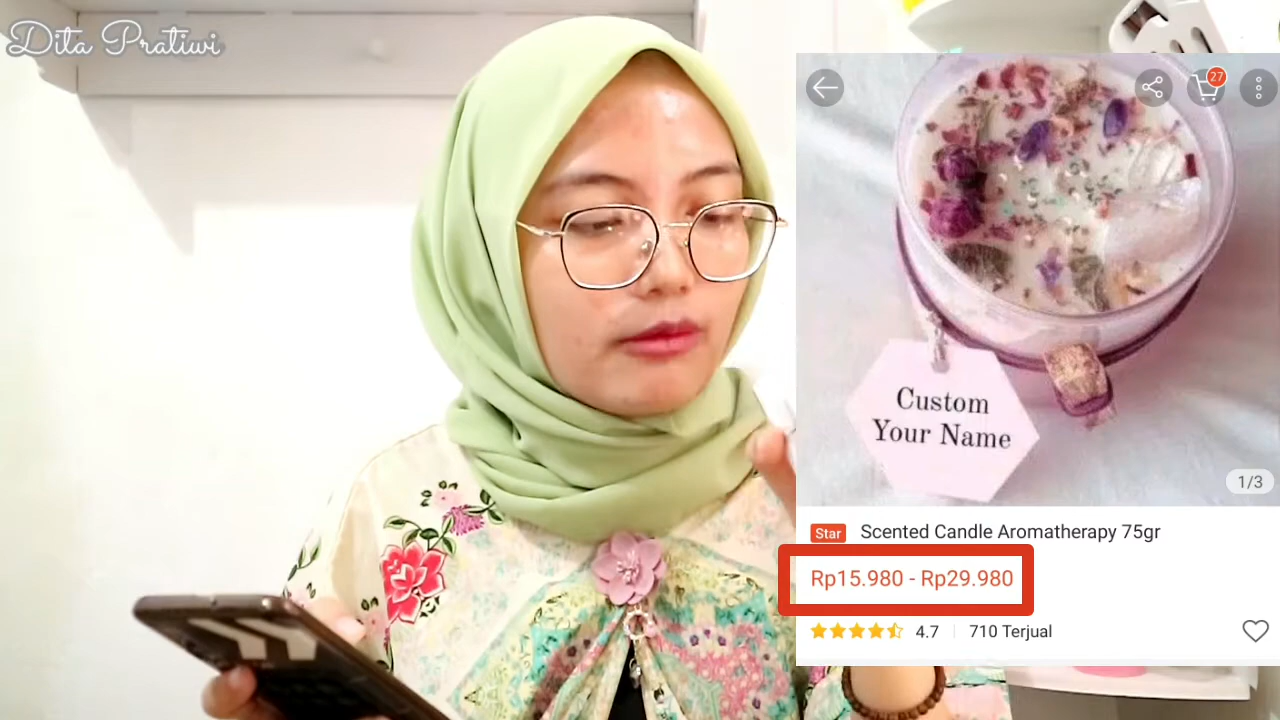 Dita Pratiwi
27
Custom
Your Name
1/3
Star Scented Candle Aromatherapy 75gr
Rp15.980 - Rp29.980
4.7 710 Terjual